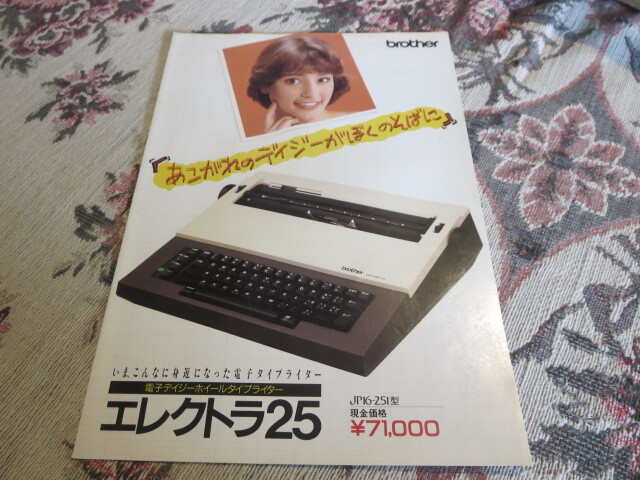 brother
『あこがれのデイジーがぼくのそばに』
brother
いま、こんなに身近になった電子タイプライター
電子デイジーホイールタイプライター
エレクトラ25
JP16-251型
現金価格
¥71,000